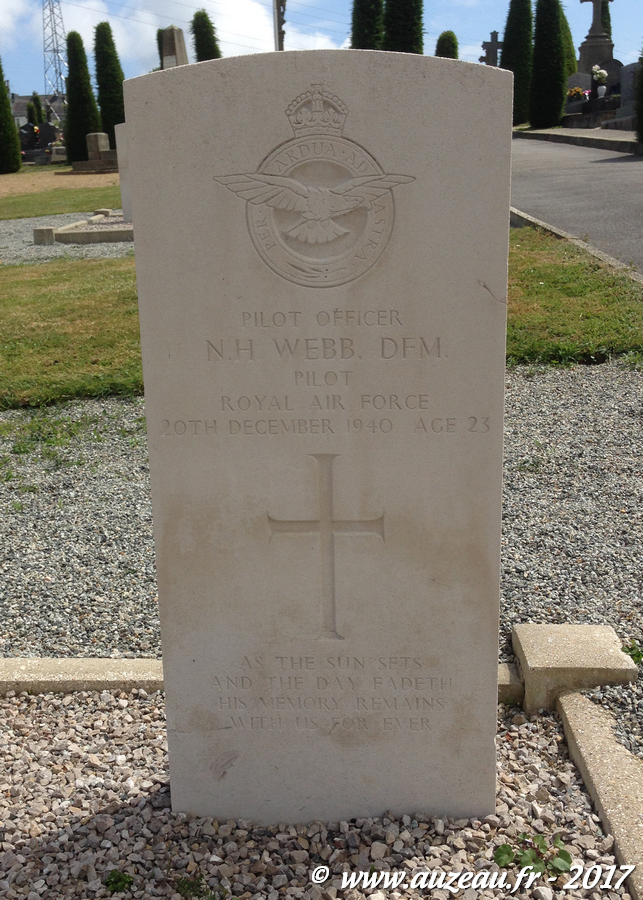 PER ARDUA AD ASTRA
PILOT OFFICER
N.H WEBB. DFM.
PILOT
ROYAL AIR FORCE
20TH DECEMBER 1940 AGE 23
AS THE SUN SETS
AND THE DAY FADETH
HIS MEMORY REMAINS
WITH US FOR EVER
© www.auzeau.fr - 2017